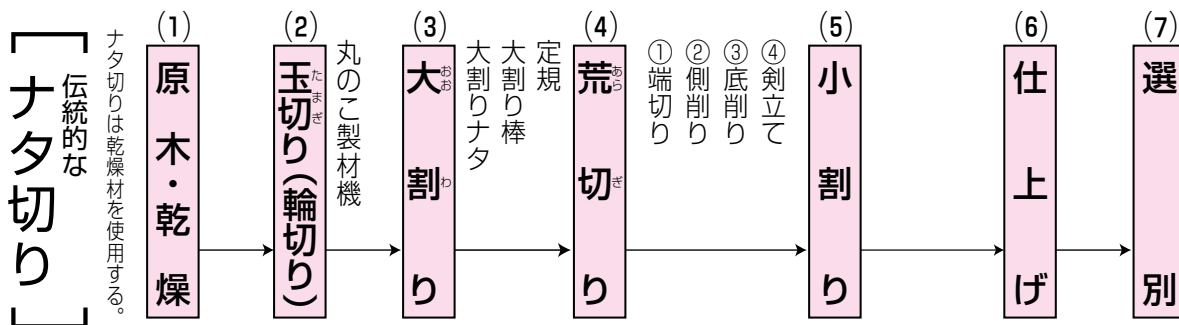 伝統的な
ナタ切り
ナタ切りは乾燥材を使用する。
(1)
原木・乾燥
(2)
玉切り(輪切り)
たまぎ
丸のこ製材機
(3)
大割り
おお
わ
定規
大割り棒
大割りナタ
(4)
荒切り
あら
ぎ
④剣立て
③底削り
②側削り
①端切り
(5)
小割り
(6)
仕上げ
(7)
選別